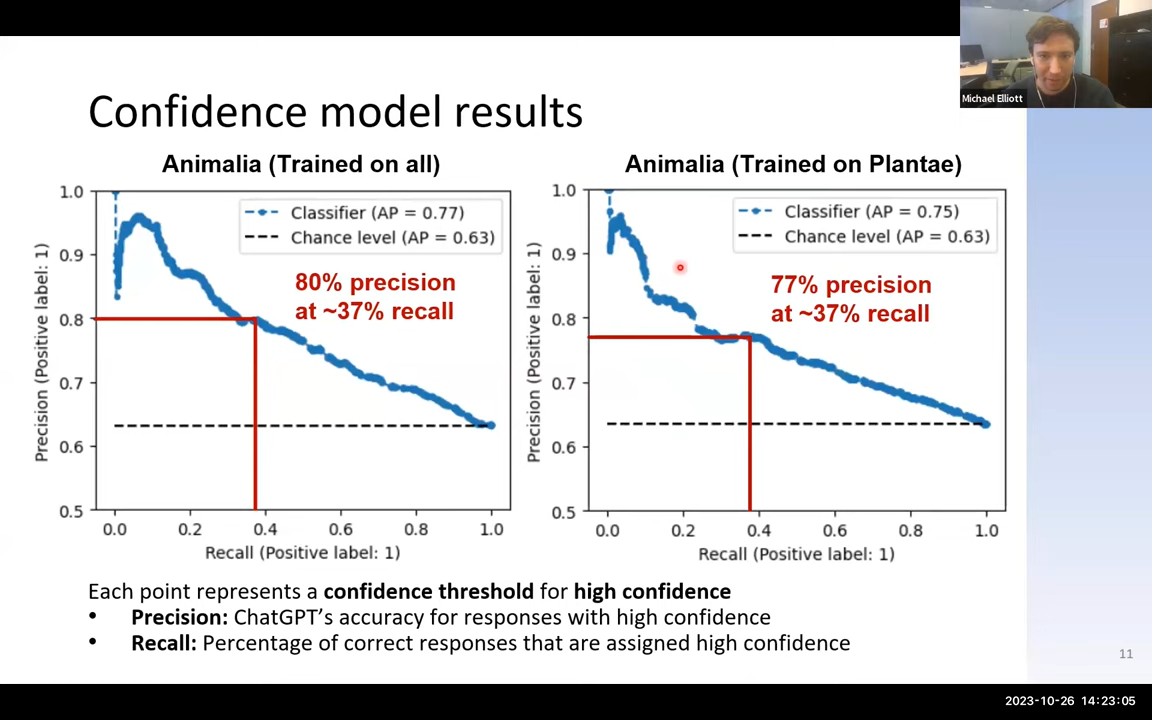 Michael Elliott
Confidence model results
Animalia (Trained on all)
1.0
0.9
0.8
0.7
0.6
0.5
Precision (Positive label: 1)
Classifier (AP = 0.77)
Chance level (AP = 0.63)
80% precision
at ~37% recall
0.0 0.2 0.4 0.6 0.8 1.0
Recall (Positive label: 1)
Animalia (Trained on Plantae)
1.0
0.9
0.8
0.7
0.6
0.5
Precision (Positive label: 1)
Classifier (AP = 0.75)
Chance level (AP = 0.63)
77% precision
at ~37% recall
0.0 0.2 0.4 0.6 0.8 1.0
Recall (Positive label: 1)
Each point represents a confidence threshold for high confidence
• Precision: ChatGPT's accuracy for responses with high confidence
• Recall: Percentage of correct responses that are assigned high confidence
11
2023-10-26 14:23:05